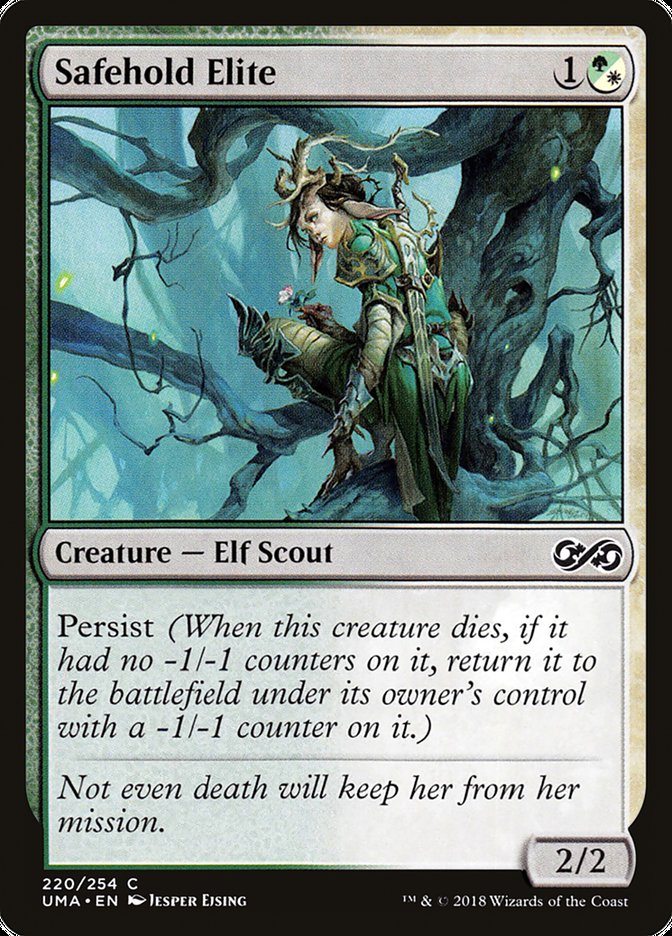 Safehold Elite 1
Creature — Elf Scout
Persist (When this creature dies, if it
had no -1/-1 counters on it, return it to
the battlefield under its owner's control
with a -1/-1 counter on it.)
Not even death will keep her from her
mission.
2/2
220/254 C
UMA • EN Jesper Ejsing
™ & © 2018 Wizards of the Coast